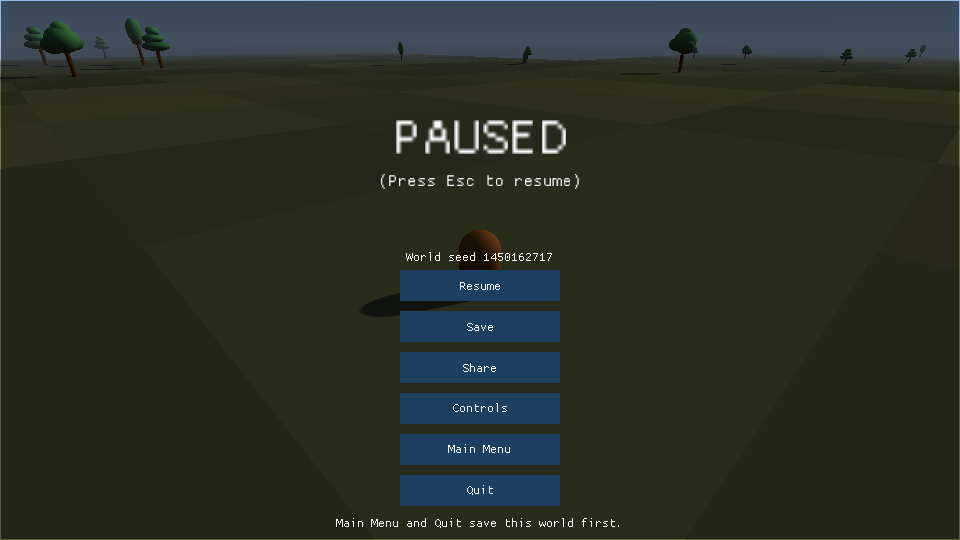 PAUSED
(Press Esc to resume)
World seed 1450162717
Resume
Save
Share
Controls
Main Menu
Quit
Main Menu and Quit save this world first.